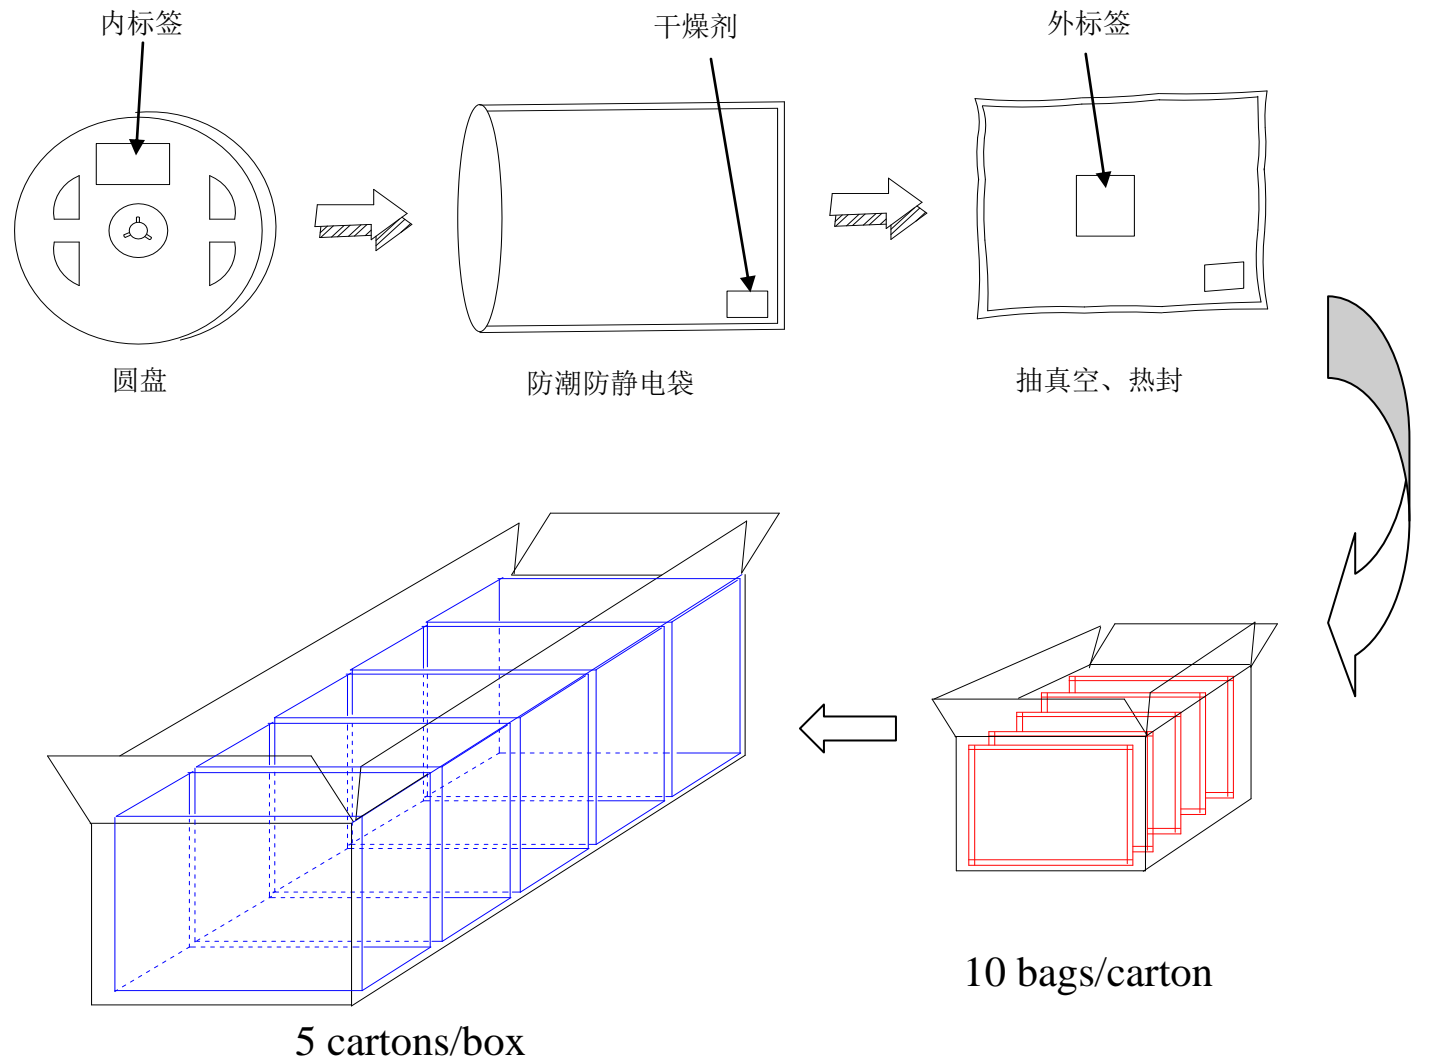 内标签
干燥剂
外标签
圆盘
防潮防静电袋
抽真空、热封
10 bags/carton
5 cartons/box